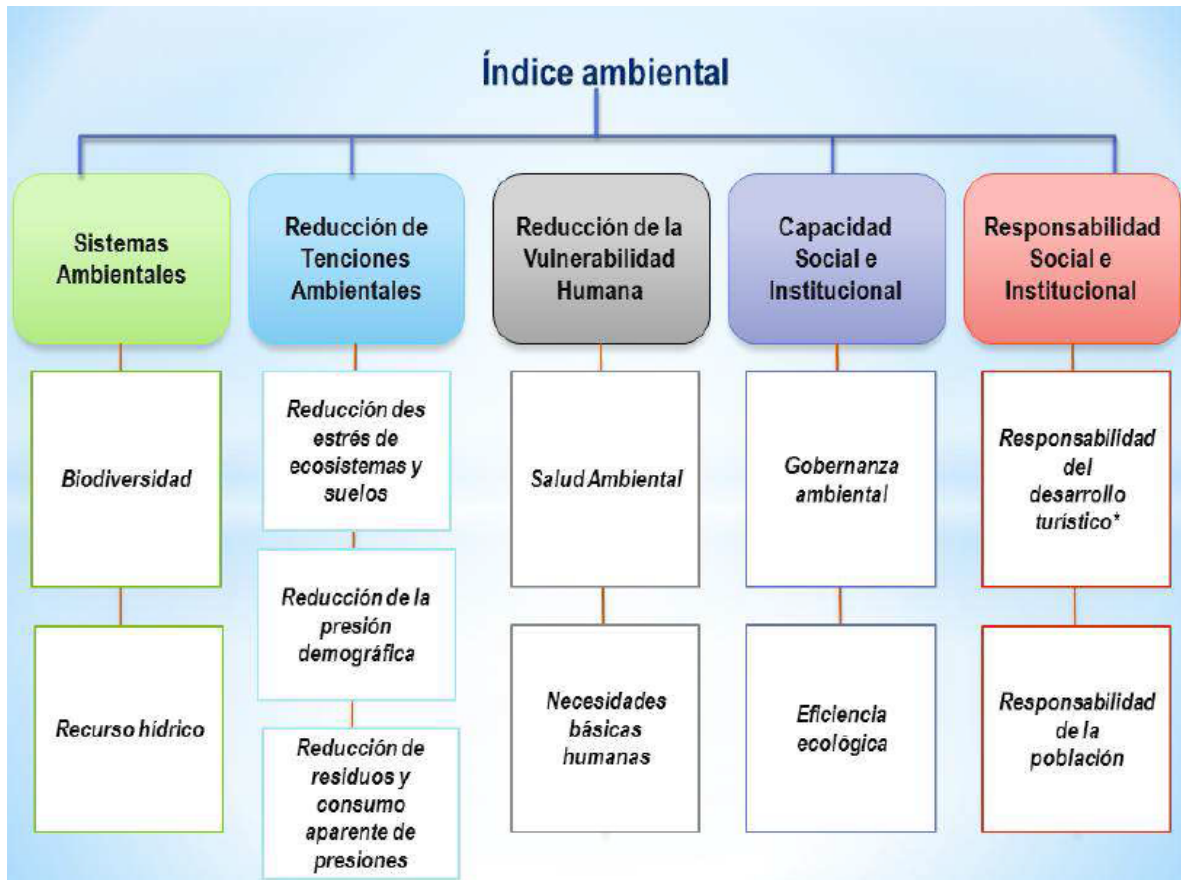 Índice ambiental
Sistemas
Ambientales
Reducción de
Tenciones
Ambientales
Reducción de la
Vulnerabilidad
Humana
Capacidad
Social e
Institucional
Responsabilidad
Social e
Institucional
Biodiversidad
Recurso hídrico
Reducción des
estrés de
ecosistemas y
suelos
Reducción de la
presión
demográfica
Reducción de
residuos y
consumo
aparente de
presiones
Salud Ambiental
Necesidades
básicas
humanas
Gobernanza
ambiental
Eficiencia
ecológica
Responsabilidad
del
desarrollo
turístico*
Responsabilidad
de la
población